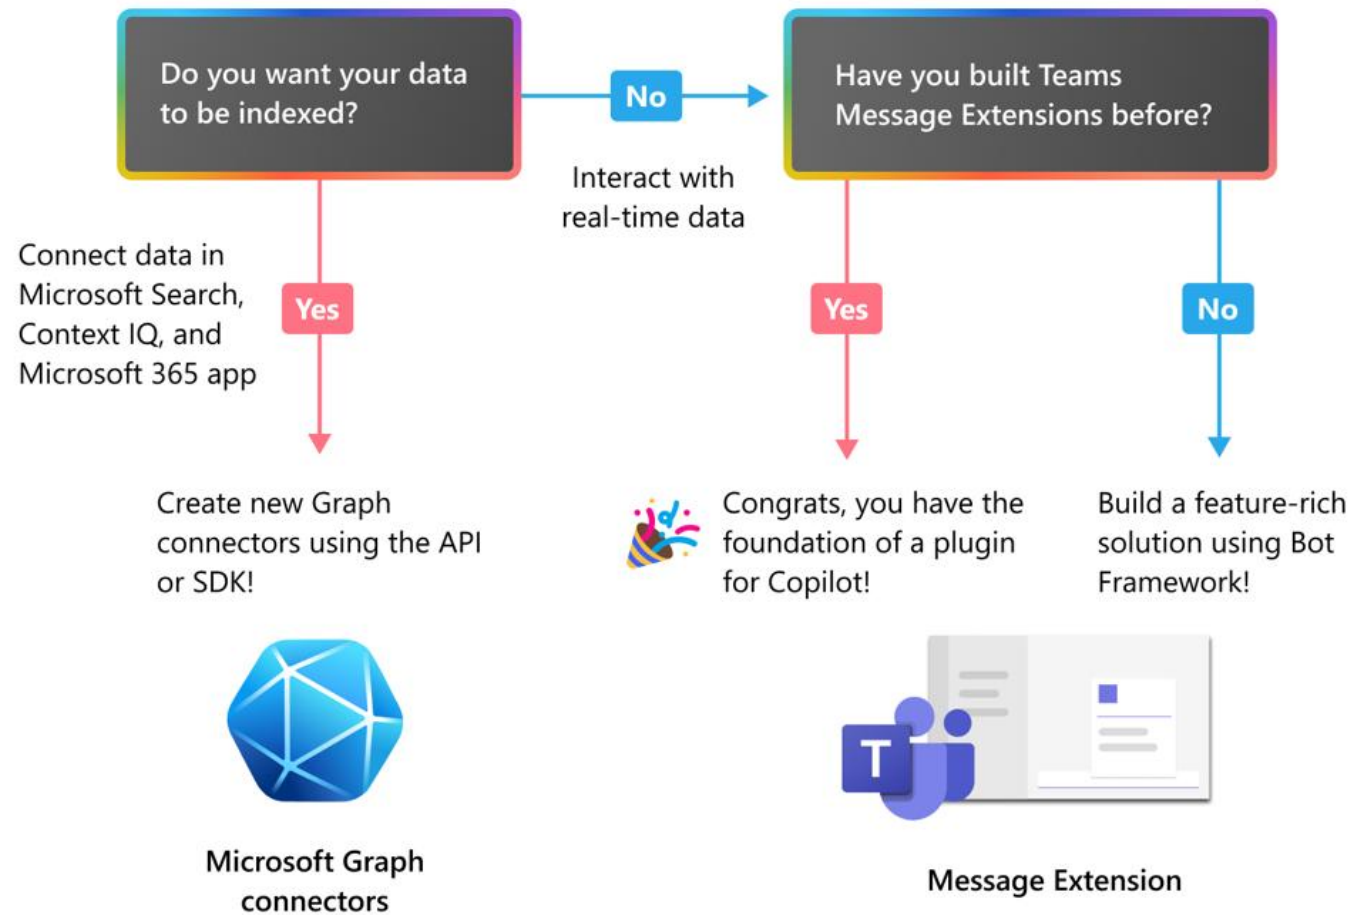 Do you want your data
to be indexed?
No
Have you built Teams
Message Extensions before?
Interact with
real-time data
Connect data in
Microsoft Search,
Context IQ, and
Microsoft 365 app
Yes
Yes
No
Create new Graph
connectors using the API
or SDK!
Congrats, you have the
foundation of a plugin
for Copilot!
Build a feature-rich
solution using Bot
Framework!
T
Microsoft Graph
connectors
Message Extension